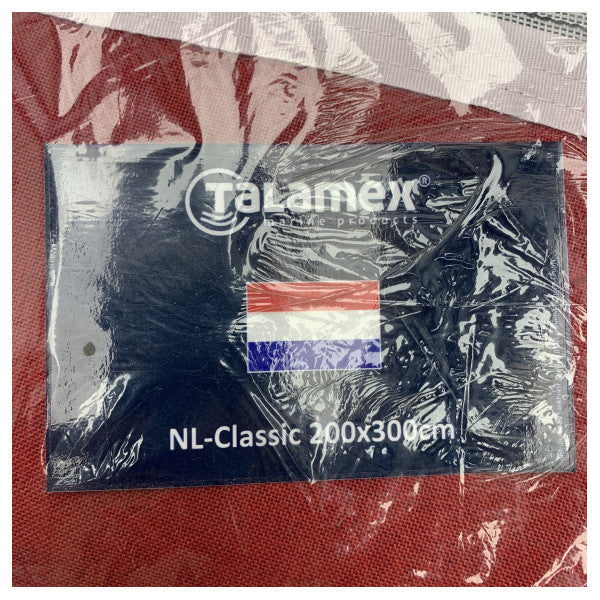 TaLamex®
marine products
NL-Classic 200x300cm